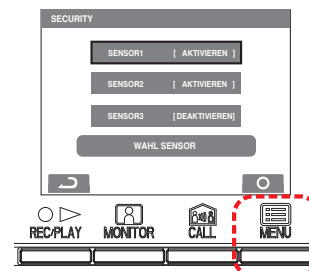 SECURITY
SENSOR1 [ AKTIVIEREN ]
SENSOR2 [ AKTIVIEREN ]
SENSOR3 [DEAKTIVIEREN]
WAHL SENSOR
REC/PLAY MONITOR CALL MENU